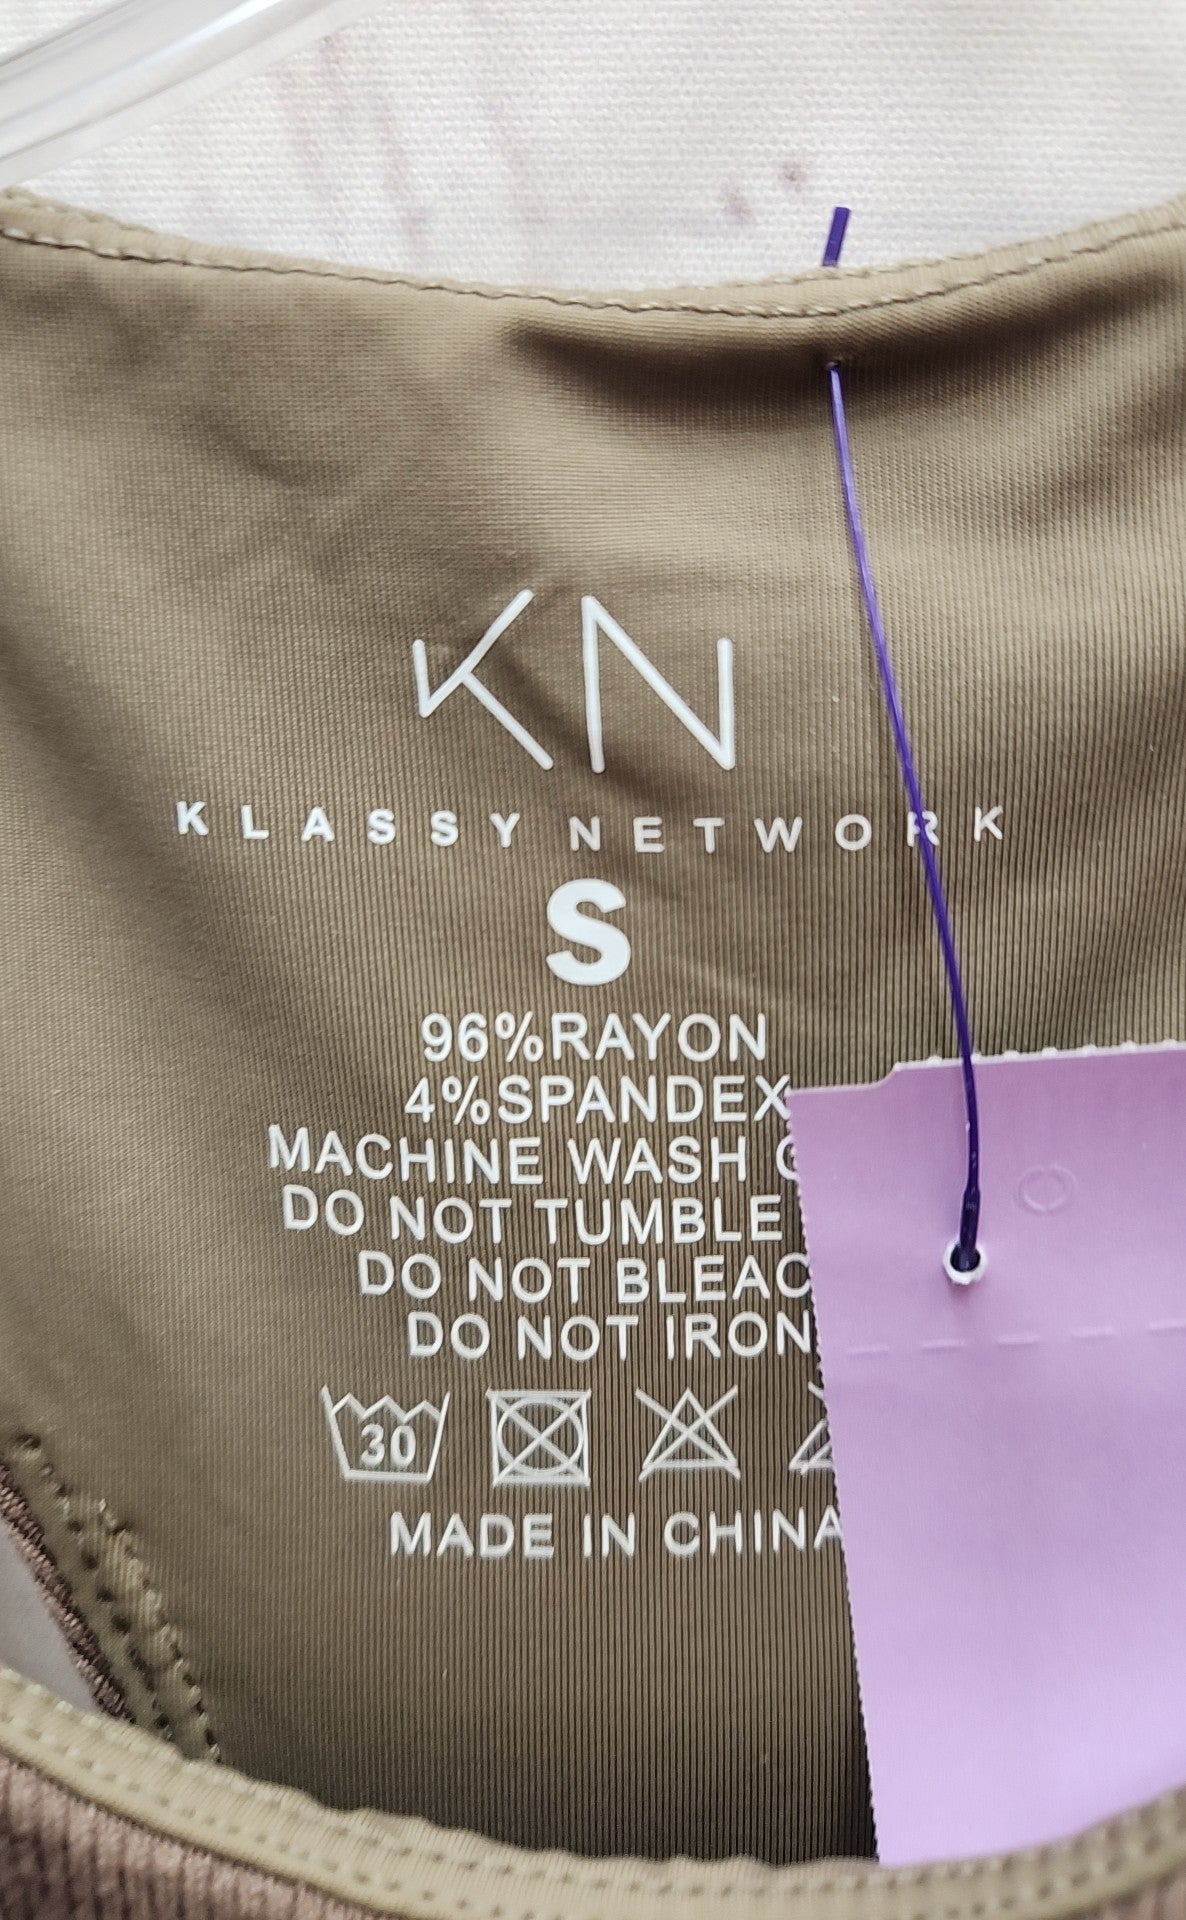 KN
KLASSY NETWORK
S
96%RAYON
4%SPANDEX
MACHINE WASH
DO NOT TUMBLE
DO NOT
DO NOT IRON
30
MADE IN CHINA